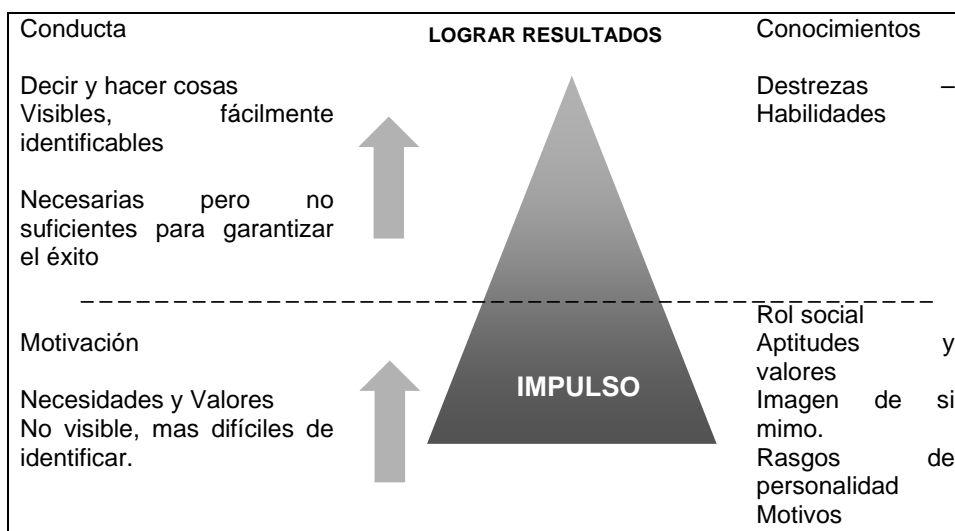 Conducta
Decir y hacer cosas
Visibles, fácilmente
identificables
Necesarias pero no
suficientes para garantizar
el éxito
LOGRAR RESULTADOS
Conocimientos
Destrezas –
Habilidades
Motivación
Necesidades y Valores
No visible, mas difíciles de
identificar.
IMPULSO
Rol social
Aptitudes y
valores
Imagen de si
mimo.
Rasgos de
personalidad
Motivos